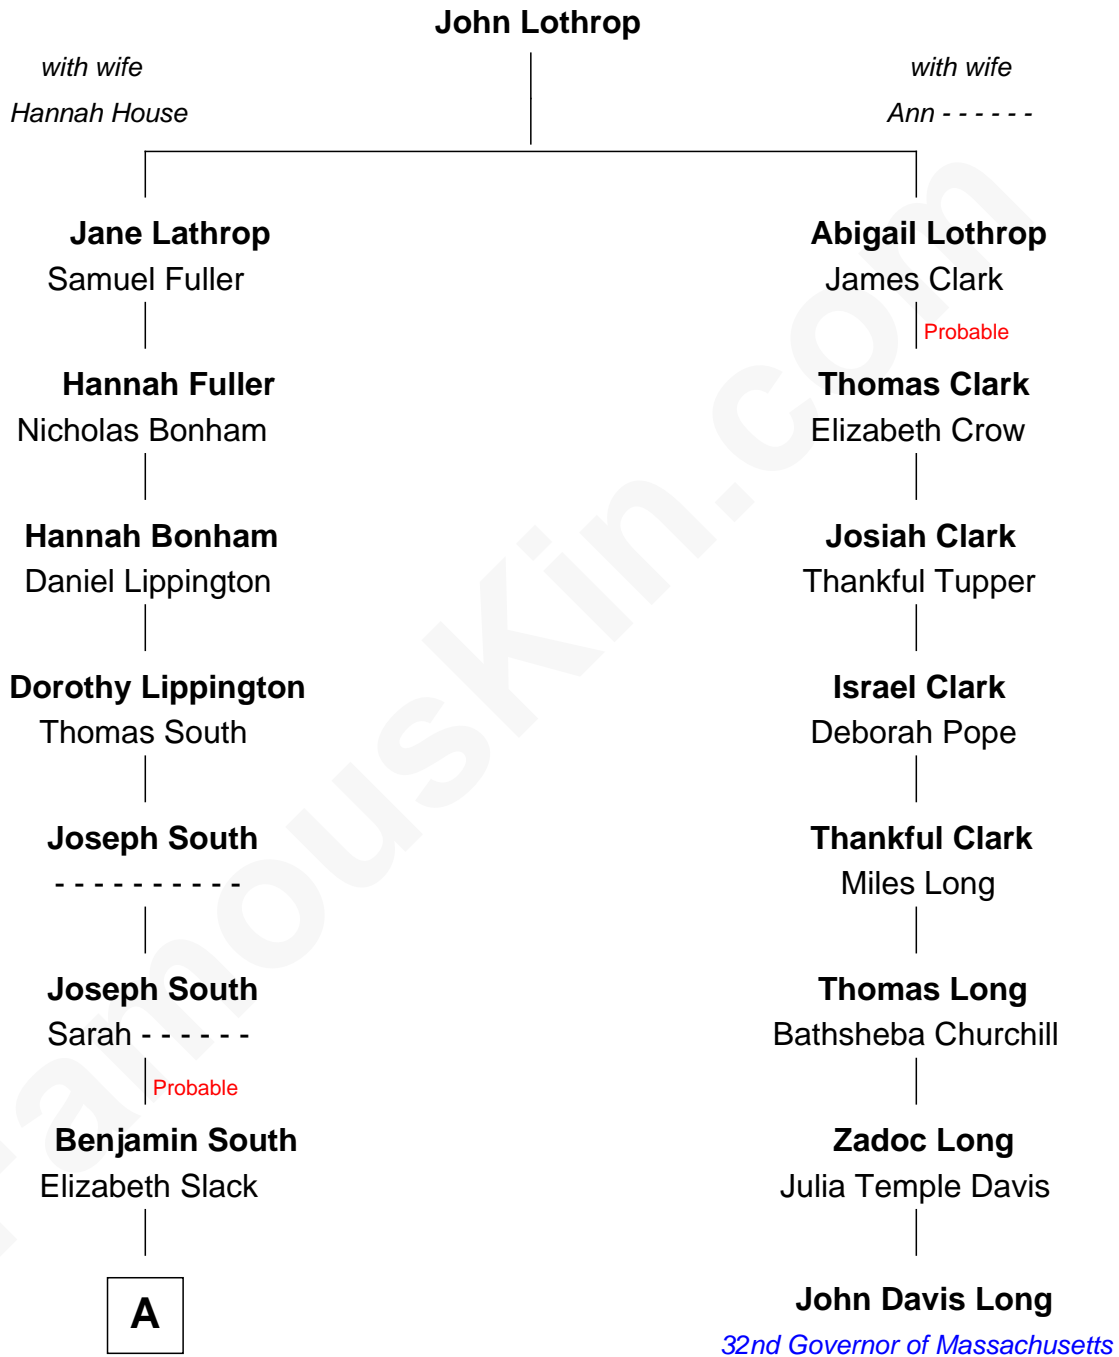 John Lothrop
with wife
Hannah House
with wife
Ann - - - - - -
Jane Lathrop
Samuel Fuller
Abigail Lothrop
James Clark
Probable
Hannah Fuller
Nicholas Bonham
Thomas Clark
Elizabeth Crow
Hannah Bonham
Daniel Lippington
Josiah Clark
Thankful Tupper
Dorothy Lippington
Thomas South
Israel Clark
Deborah Pope
Joseph South
- - - - - - - - - -
Thankful Clark
Miles Long
Joseph South
Sarah - - - - - -
Probable
Thomas Long
Bathsheba Churchill
Benjamin South
Elizabeth Slack
Zadoc Long
Julia Temple Davis
A
John Davis Long
32nd Governor of Massachusetts
FamousKin.com